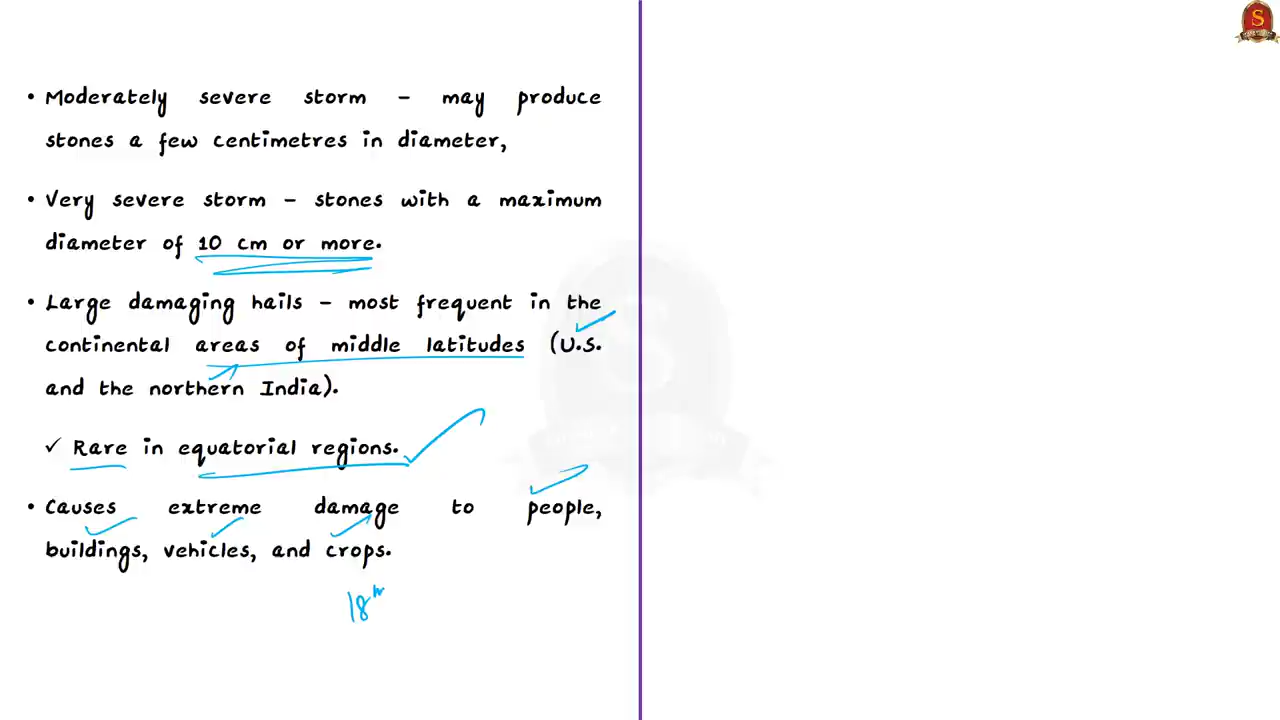 • Moderately severe storm – may produce
stones a few centimetres in diameter,
• Very severe storm – stones with a maximum
diameter of 10 cm or more.
• Large damaging hails – most frequent in the
continental areas of middle latitudes (U.S.
and the northern India).
✓ Rare in equatorial regions.
• Causes extreme damage to people,
buildings, vehicles, and crops.
18